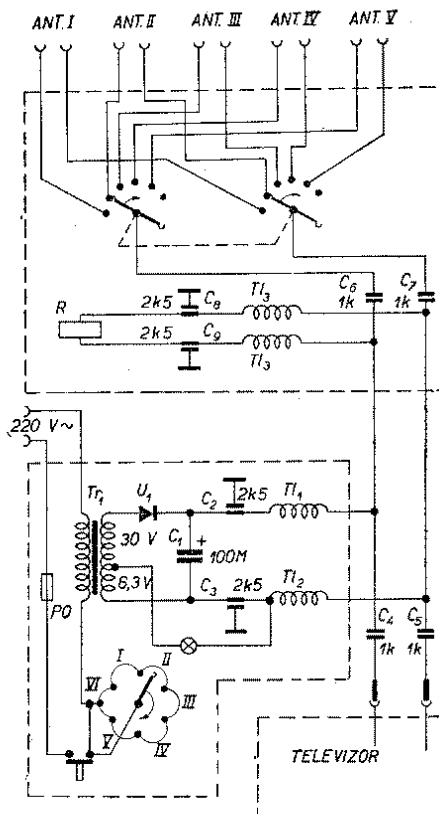 ANT. I ANT. II ANT. III ANT. IV ANT. V
C6
1k
C7
1k
R
2k5 C8
Tl3
2k5 C9
Tl3
220 V~
Tr1
U1
C2
2k5
Tl1
30 V
C1
+
100M
6,3V
C3
2k5
Tl2
PO
C4
1k
C5
1k
I
II
III
IV
V
VI
TELEVIZOR